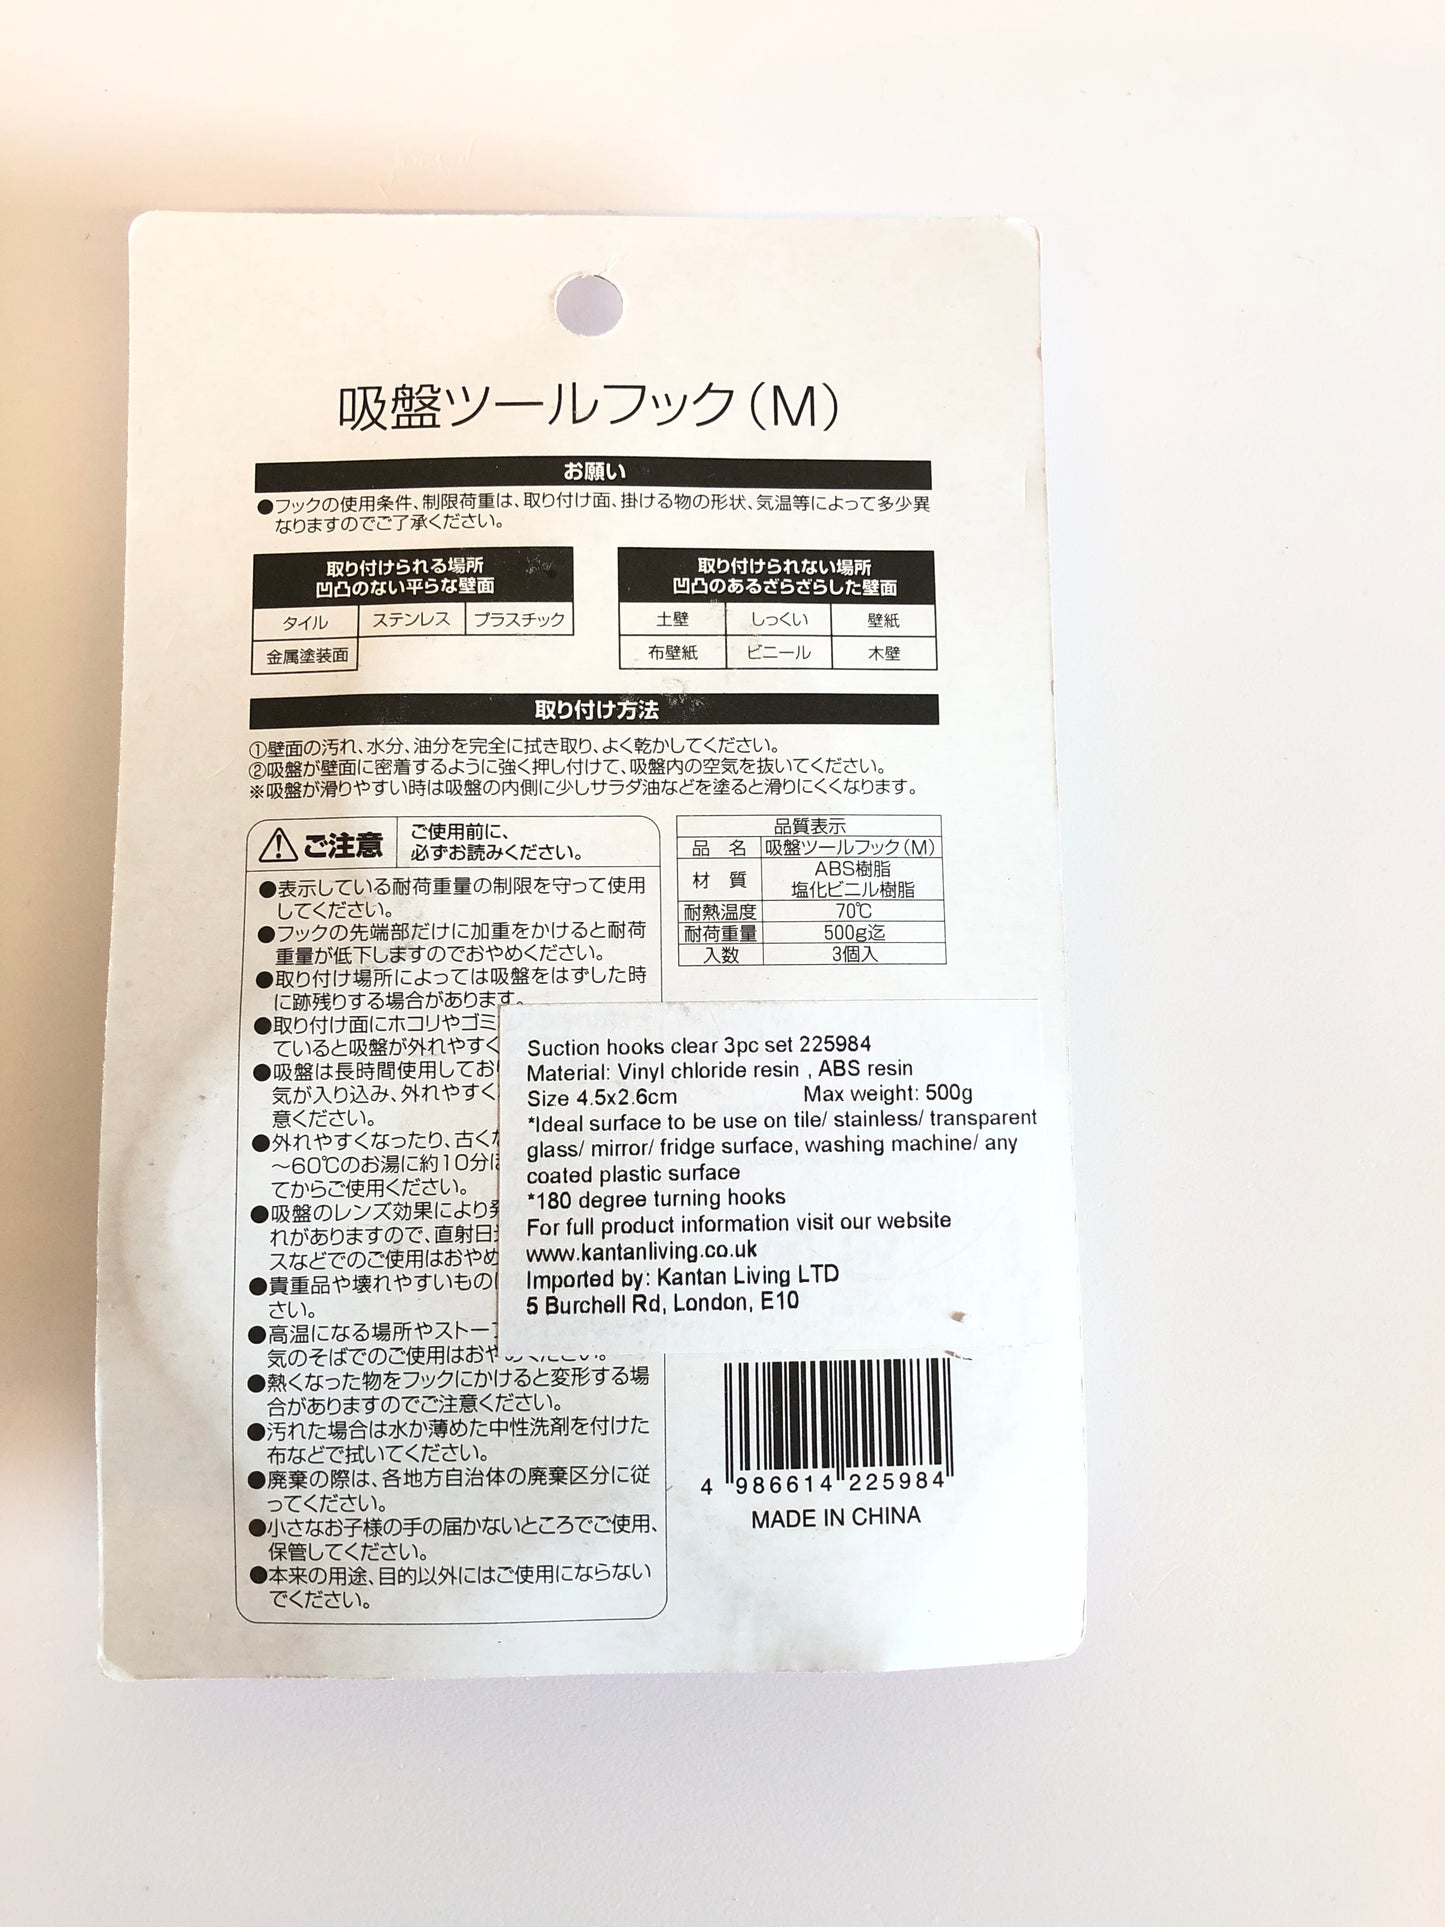 吸盤ツールフック(M)
お願い
●フックの使用条件、制限荷重は、取り付け面、掛ける物の形状、気温等によって多少異
なりますのでご了承ください。
取り付けられる場所
凹凸のない平らな壁面
タイル ステンレス プラスチック
金属塗装面
取り付けられない場所
凹凸のあるざらざらした壁面
土壁 しっくい 壁紙
布壁紙 ビニール 木壁
取り付け方法
①壁面の汚れ、水分、油分を完全に拭き取り、よく乾かしてください。
②吸盤が壁面に密着するように強く押し付けて、吸盤内の空気を抜いてください。
※吸盤が滑りやすい時は吸盤の内側に少しサラダ油などを塗ると滑りにくくなります。
ご注意
ご使用前に、
必ずお読みください。
●表示している耐荷重量の制限を守って使用
してください。
●フックの先端部だけに加重をかけると耐荷
重量が低下しますのでおやめください。
●取り付け場所によっては吸盤をはずした時
に跡残りする場合があります。
●取り付け面にホコリやゴミ
ていると吸盤が外れやすく
●吸盤は長時間使用してお
気が入り込み、外れやすく
意ください。
●外れやすくなったり、古く
～60℃のお湯に約10分
てからご使用ください。
●吸盤のレンズ効果により
れがありますので、直射日
スなどでのご使用はおやめ
●貴重品や壊れやすいもの
さい。
●高温になる場所やストー
気のそばでのご使用はおやめください。
●熱くなった物をフックにかけると変形する場
合がありますのでご注意ください。
●汚れた場合は水か薄めた中性洗剤を付けた
布などで拭いてください。
●廃棄の際は、各地方自治体の廃棄区分に従
ってください。
●小さなお子様の手の届かないところでご使用、
保管してください。
●本来の用途、目的以外にはご使用にならない
でください。
品質表示
品 名 吸盤ツールフック(M)
材 質 ABS樹脂
塩化ビニル樹脂
耐熱温度 70℃
耐荷重量 500g迄
入数 3個入
Suction hooks clear 3pc set 225984
Material: Vinyl chloride resin , ABS resin
Size 4.5x2.6cm Max weight: 500g
*Ideal surface to be use on tile/ stainless/ transparent
glass/ mirror/ fridge surface, washing machine/ any
coated plastic surface
*180 degree turning hooks
For full product information visit our website
www.kantanliving.co.uk
Imported by: Kantan Living LTD
5 Burchell Rd, London, E10
4 986614 225984
MADE IN CHINA